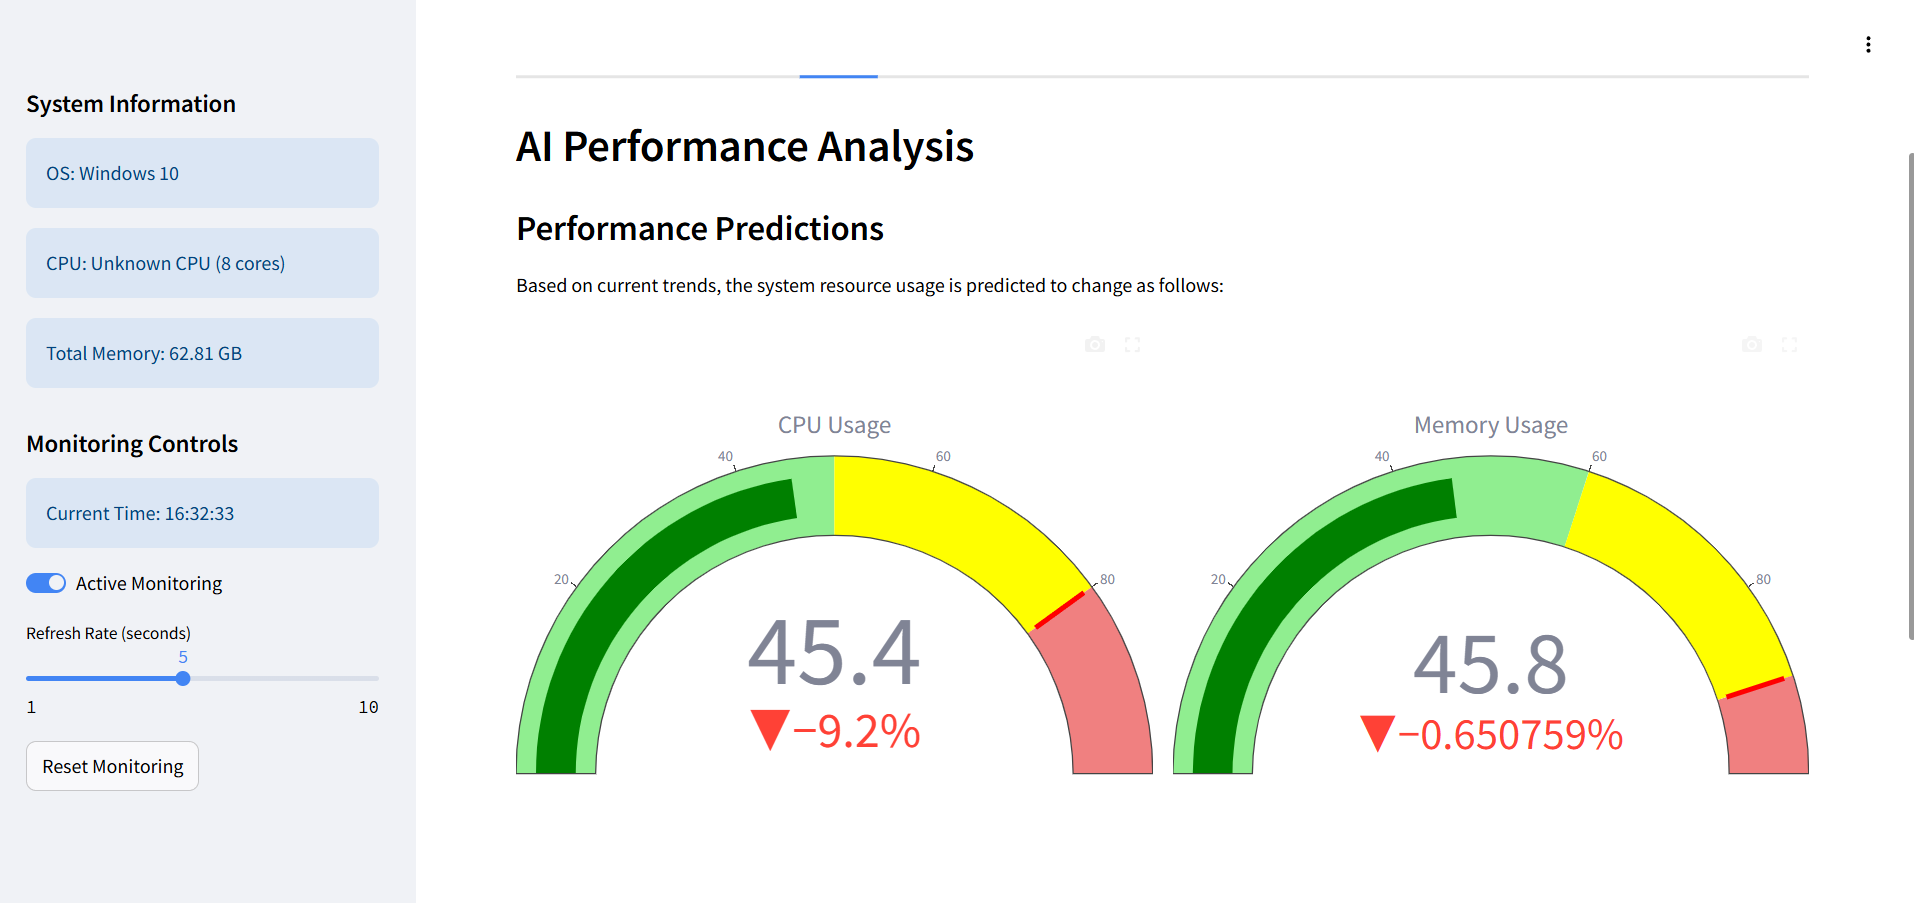 System Information
OS: Windows 10
CPU: Unknown CPU (8 cores)
Total Memory: 62.81 GB
Monitoring Controls
Current Time: 16:32:33
Active Monitoring
Refresh Rate (seconds)
5
1 10
Reset Monitoring
AI Performance Analysis
Performance Predictions
Based on current trends, the system resource usage is predicted to change as follows:
CPU Usage
40 60
20 80
45.4
▼−9.2%
Memory Usage
40 60
20 80
45.8
▼−0.650759%